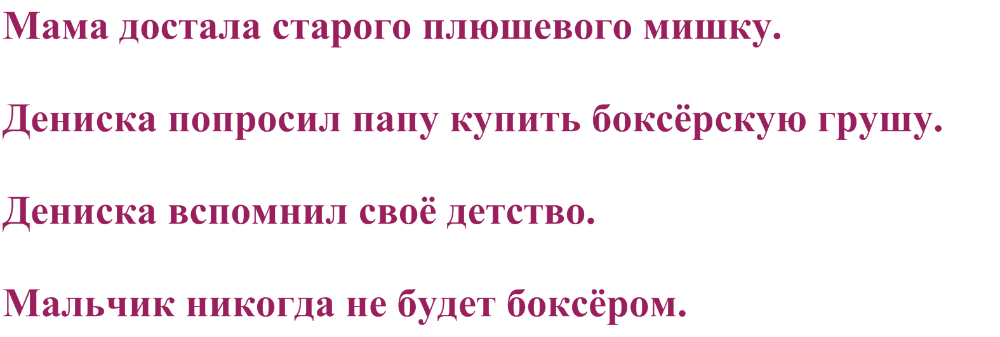 Мама достала старого плюшевого мишку.
Дениска попросил папу купить боксёрскую грушу.
Дениска вспомнил своё детство.
Мальчик никогда не будет боксёром.